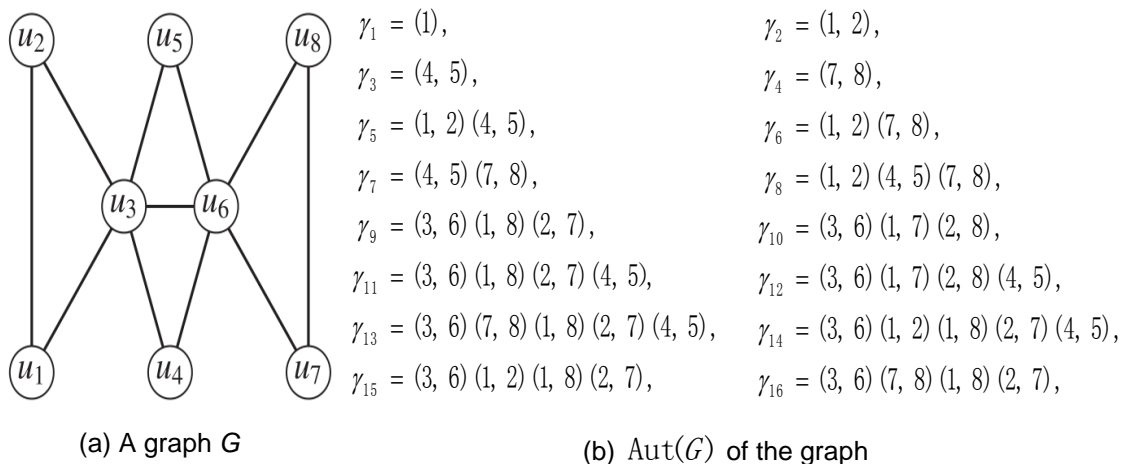 u2 u5 u8
u3 u6
u1 u4 u7
(a) A graph G
γ1 = (1), γ2 = (1, 2),
γ3 = (4, 5), γ4 = (7, 8),
γ5 = (1, 2) (4, 5), γ6 = (1, 2) (7, 8),
γ7 = (4, 5) (7, 8), γ8 = (1, 2) (4, 5) (7, 8),
γ9 = (3, 6) (1, 8) (2, 7), γ10 = (3, 6) (1, 7) (2, 8),
γ11 = (3, 6) (1, 8) (2, 7) (4, 5), γ12 = (3, 6) (1, 7) (2, 8) (4, 5),
γ13 = (3, 6) (7, 8) (1, 8) (2, 7) (4, 5), γ14 = (3, 6) (1, 2) (1, 8) (2, 7) (4, 5),
γ15 = (3, 6) (1, 2) (1, 8) (2, 7), γ16 = (3, 6) (7, 8) (1, 8) (2, 7),
(b) Aut(G) of the graph